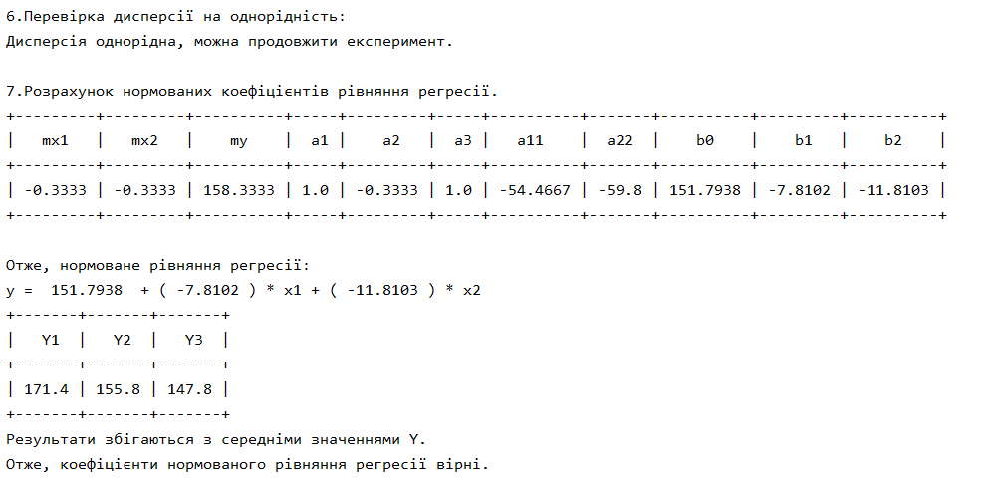 6.Перевірка дисперсії на однорідність:
Дисперсія однорідна, можна продовжити експеримент.
7.Розрахунок нормованих коефіцієнтів рівняння регресії.
+---------+---------+----------+-----+---------+-----+----------+-------+----------+---------+----------+
|   mx1   |   mx2   |    my    |  a1 |    a2   |  a3 |   a11    |  a22  |    b0    |    b1   |    b2    |
+---------+---------+----------+-----+---------+-----+----------+-------+----------+---------+----------+
| -0.3333 | -0.3333 | 158.3333 | 1.0 | -0.3333 | 1.0 | -54.4667 | -59.8 | 151.7938 | -7.8102 | -11.8103 |
+---------+---------+----------+-----+---------+-----+----------+-------+----------+---------+----------+
Отже, нормоване рівняння регресії:
y =  151.7938  + ( -7.8102 ) * x1 + ( -11.8103 ) * x2
+-------+-------+-------+
|   Y1  |   Y2  |   Y3  |
+-------+-------+-------+
| 171.4 | 155.8 | 147.8 |
+-------+-------+-------+
Результати збігаються з середніми значеннями Y.
Отже, коефіцієнти нормованого рівняння регресії вірні.